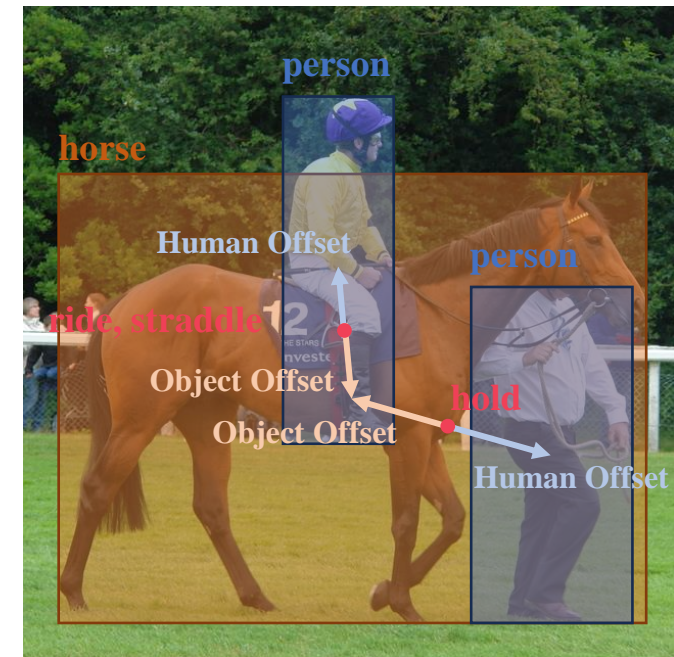 person
horse
Human Offset
person
ride, straddle
12
THE STARS
Investe
Object Offset
hold
Object Offset
Human Offset